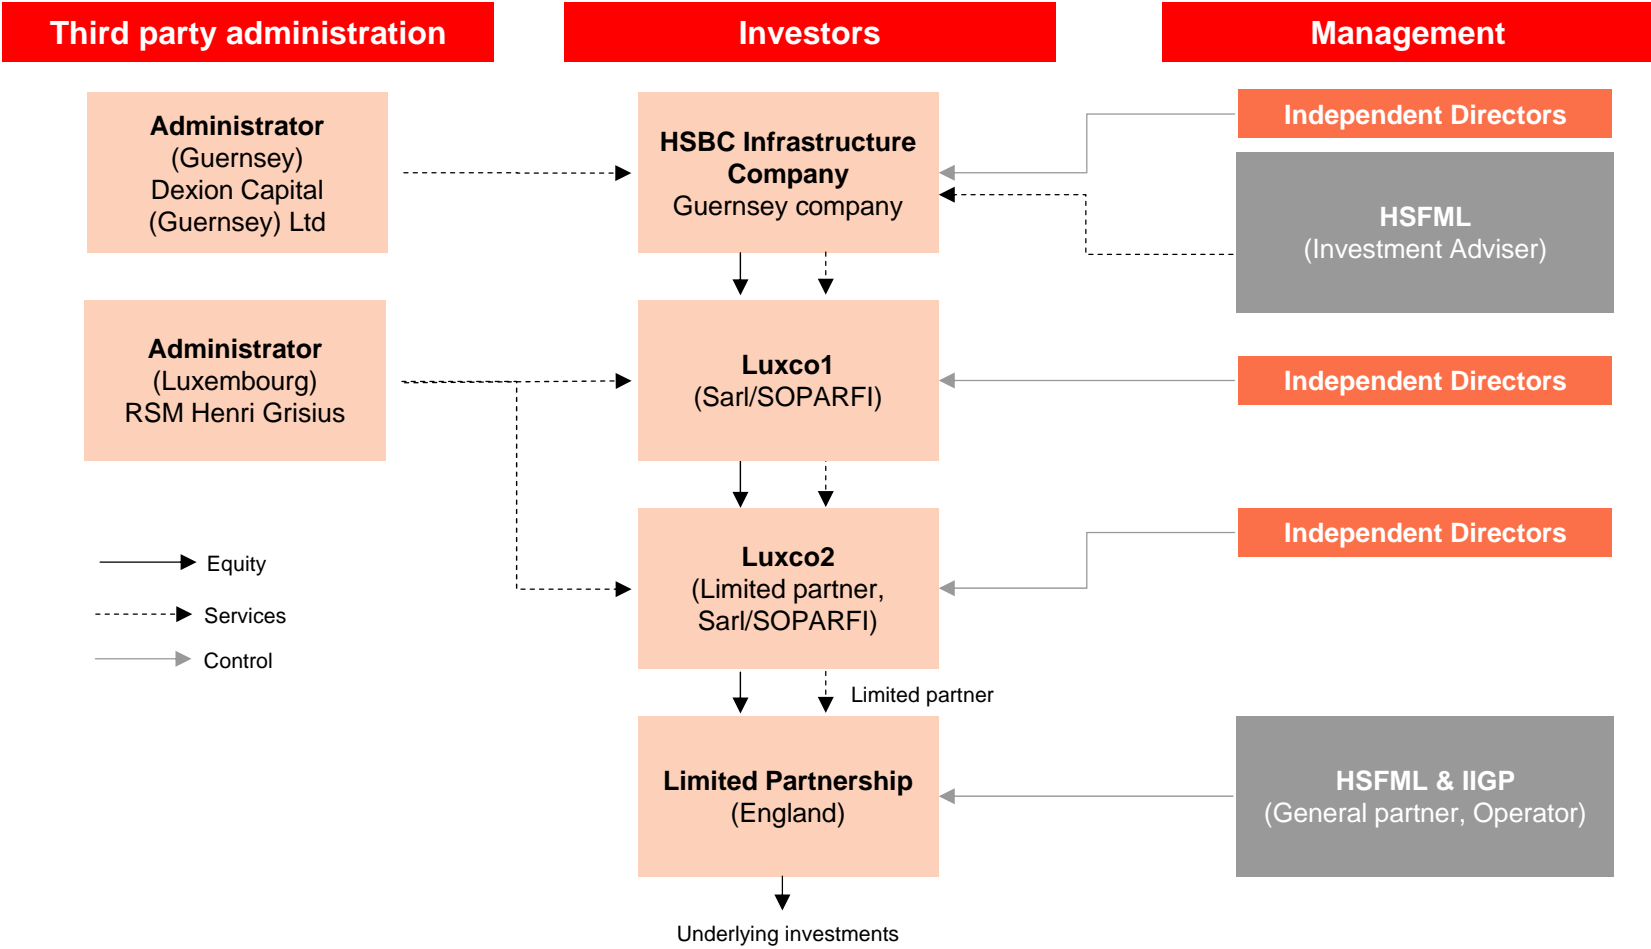 Third party administration
Investors
Management
Administrator
(Guernsey)
Dexion Capital
(Guernsey) Ltd
HSBC Infrastructure
Company
Guernsey company
Independent Directors
HSFML
(Investment Adviser)
Administrator
(Luxembourg)
RSM Henri Grisius
Luxco1
(Sarl/SOPARFI)
Independent Directors
Luxco2
(Limited partner,
Sarl/SOPARFI)
Independent Directors
Equity
Services
Control
Limited partner
Limited Partnership
(England)
HSFML & IIGP
(General partner, Operator)
Underlying investments